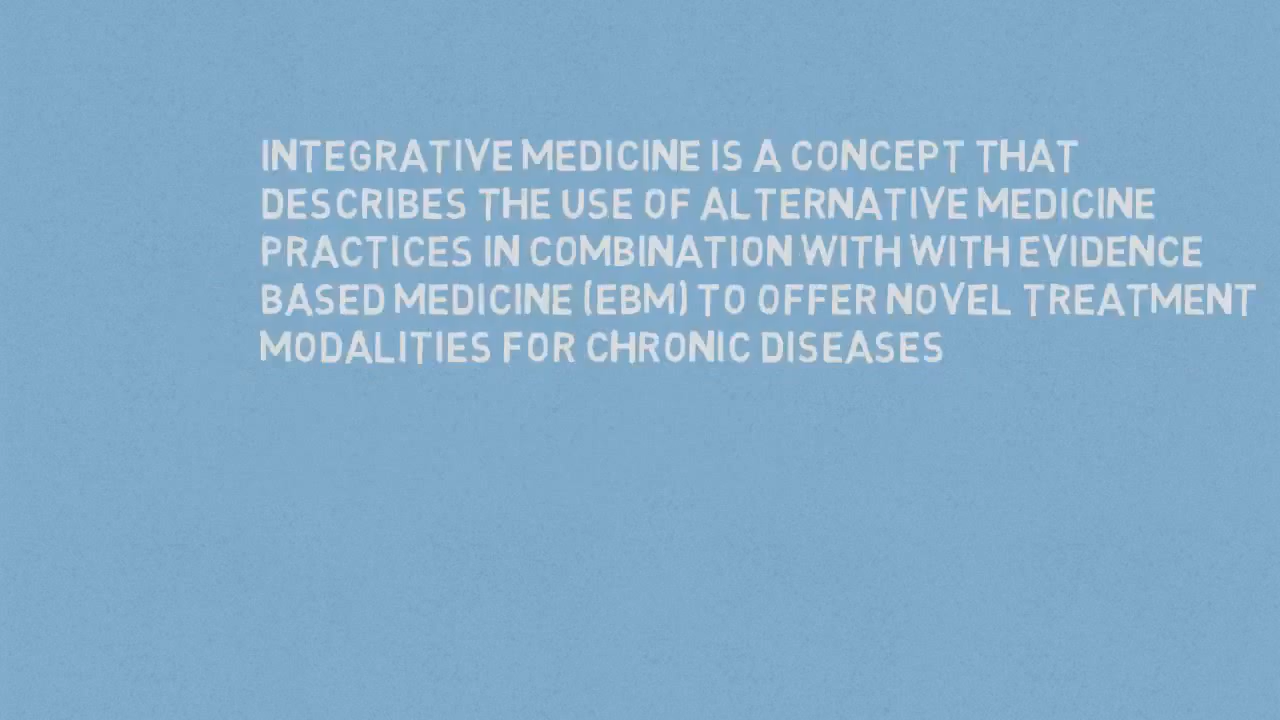 INTEGRATIVE MEDICINE IS A CONCEPT THAT
DESCRIBES THE USE OF ALTERNATIVE MEDICINE
PRACTICES IN COMBINATION WITH WITH EVIDENCE
BASED MEDICINE (EBM) TO OFFER NOVEL TREATMENT
MODALITIES FOR CHRONIC DISEASES